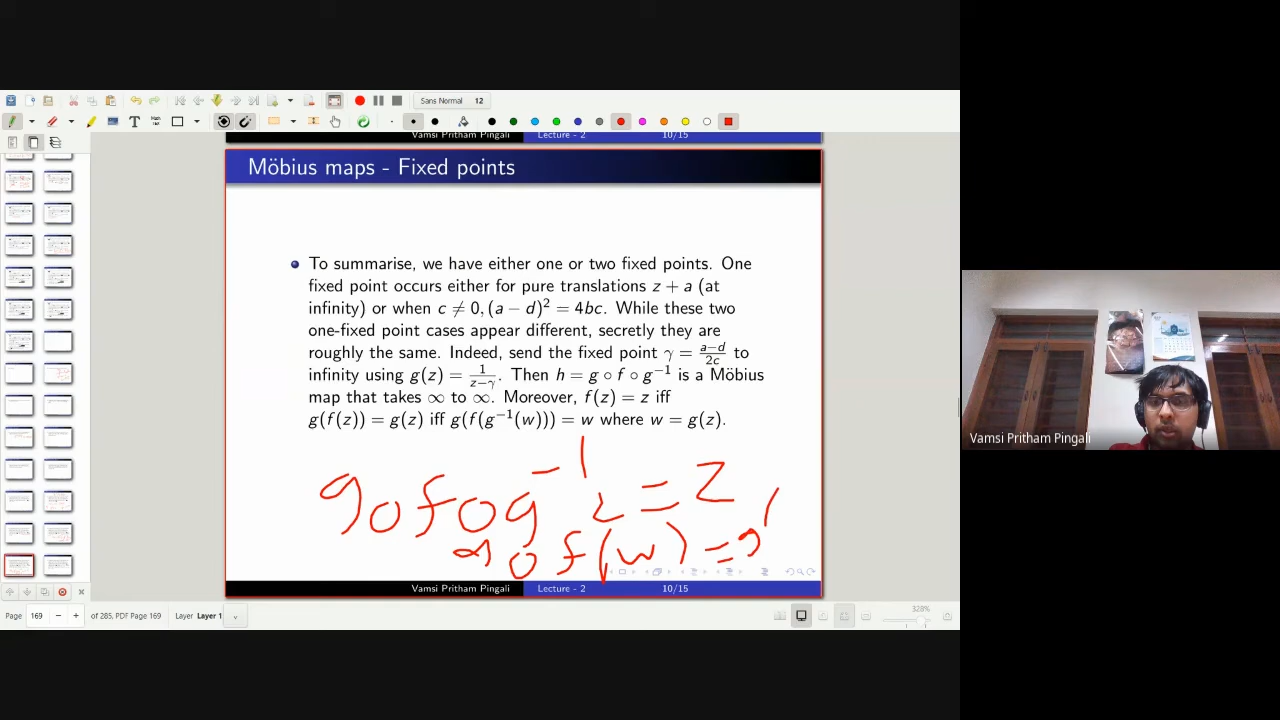 Sans Normal 12
Vamsi Pritham Pingali Lecture - 2 10/15
Möbius maps - Fixed points
To summarise, we have either one or two fixed points. One
fixed point occurs either for pure translations z + a (at
infinity) or when c ≠ 0, (a − d)² = 4bc. While these two
one-fixed point cases appear different, secretly they are
roughly the same. Indeed, send the fixed point γ = (a−d)/(2c) to
infinity using g(z) = 1/(z−γ). Then h = g ∘ f ∘ g⁻¹ is a Möbius
map that takes ∞ to ∞. Moreover, f(z) = z iff
g(f(z)) = g(z) iff g(f(g⁻¹(w))) = w where w = g(z).
g o f o g⁻¹ z = z
g o f(w) = g
Vamsi Pritham Pingali Lecture - 2 10/15
Page 169 of 285, PDF Page 169 Layer Layer 1 328%
Vamsi Pritham Pingali